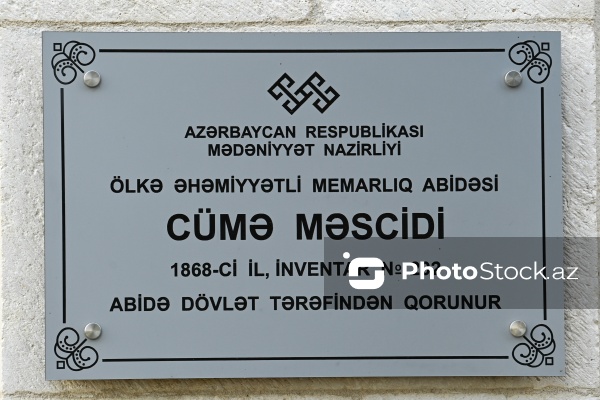 AZƏRBAYCAN RESPUBLİKASI
MƏDƏNİYYƏT NAZİRLİYİ
ÖLKƏ ƏHƏMİYYƏTLİ MEMARLIQ ABİDƏSİ
CÜMƏ MƏSCİDİ
1868-Cİ İL, İNVENTAR №
PhotoStock.az
ABİDƏ DÖVLƏT TƏRƏFİNDƏN QORUNUR